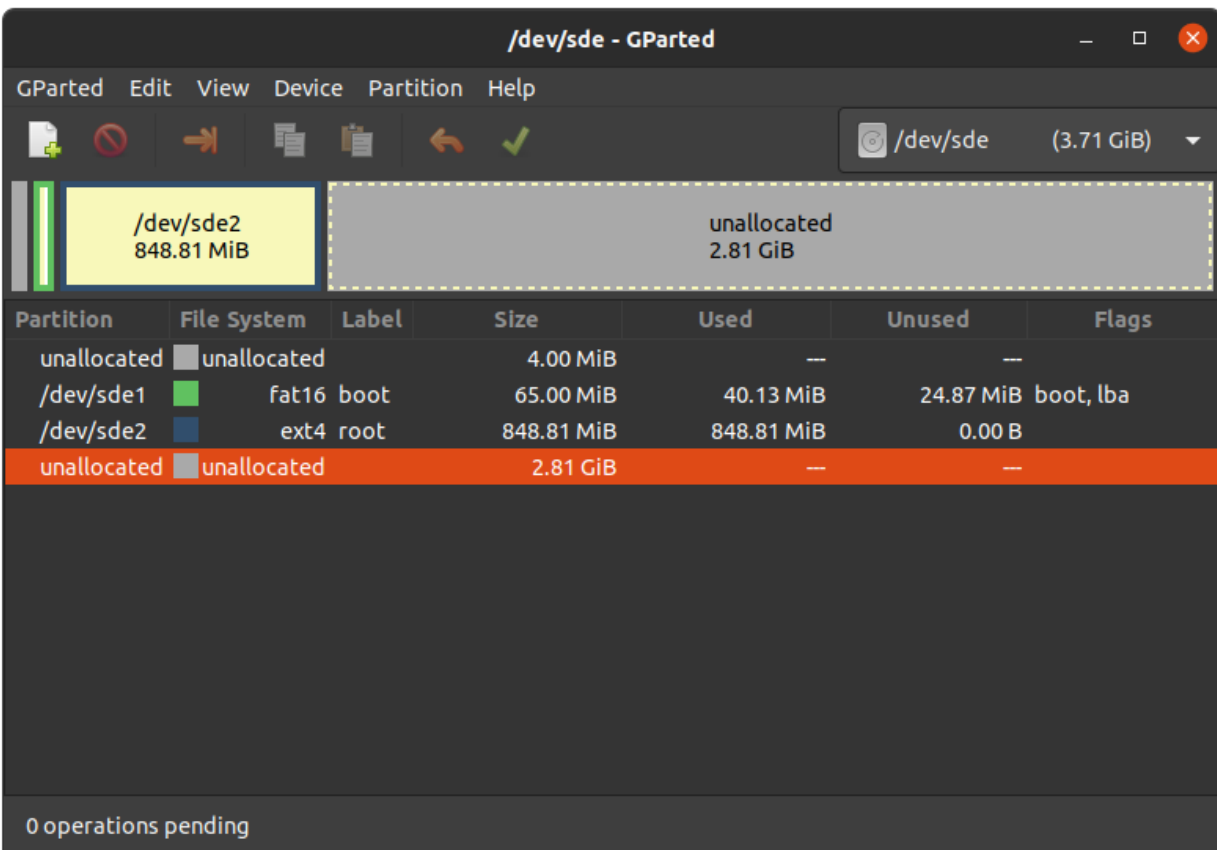 /dev/sde - GParted
GParted Edit View Device Partition Help
/dev/sde (3.71 GiB)
/dev/sde2
848.81 MiB
unallocated
2.81 GiB
Partition File System Label Size Used Unused Flags
unallocated unallocated 4.00 MiB --- ---
/dev/sde1 fat16 boot 65.00 MiB 40.13 MiB 24.87 MiB boot, lba
/dev/sde2 ext4 root 848.81 MiB 848.81 MiB 0.00 B
unallocated unallocated 2.81 GiB --- ---
0 operations pending